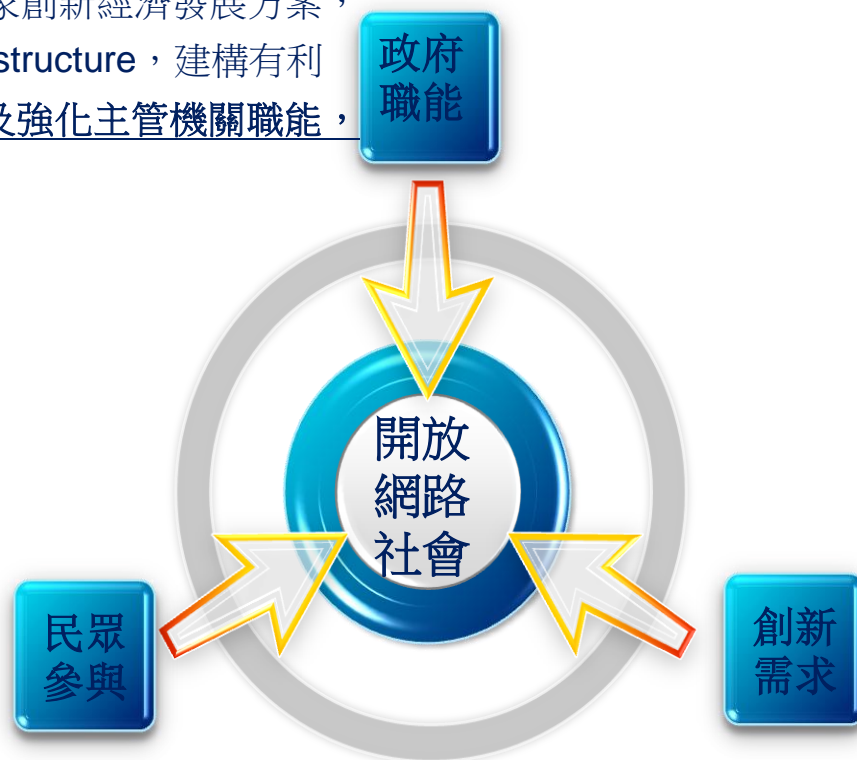 家創新經濟發展方案，
structure，建構有利
及強化主管機關職能，
政府
職能
開放
網路
社會
民眾
參與
創新
需求